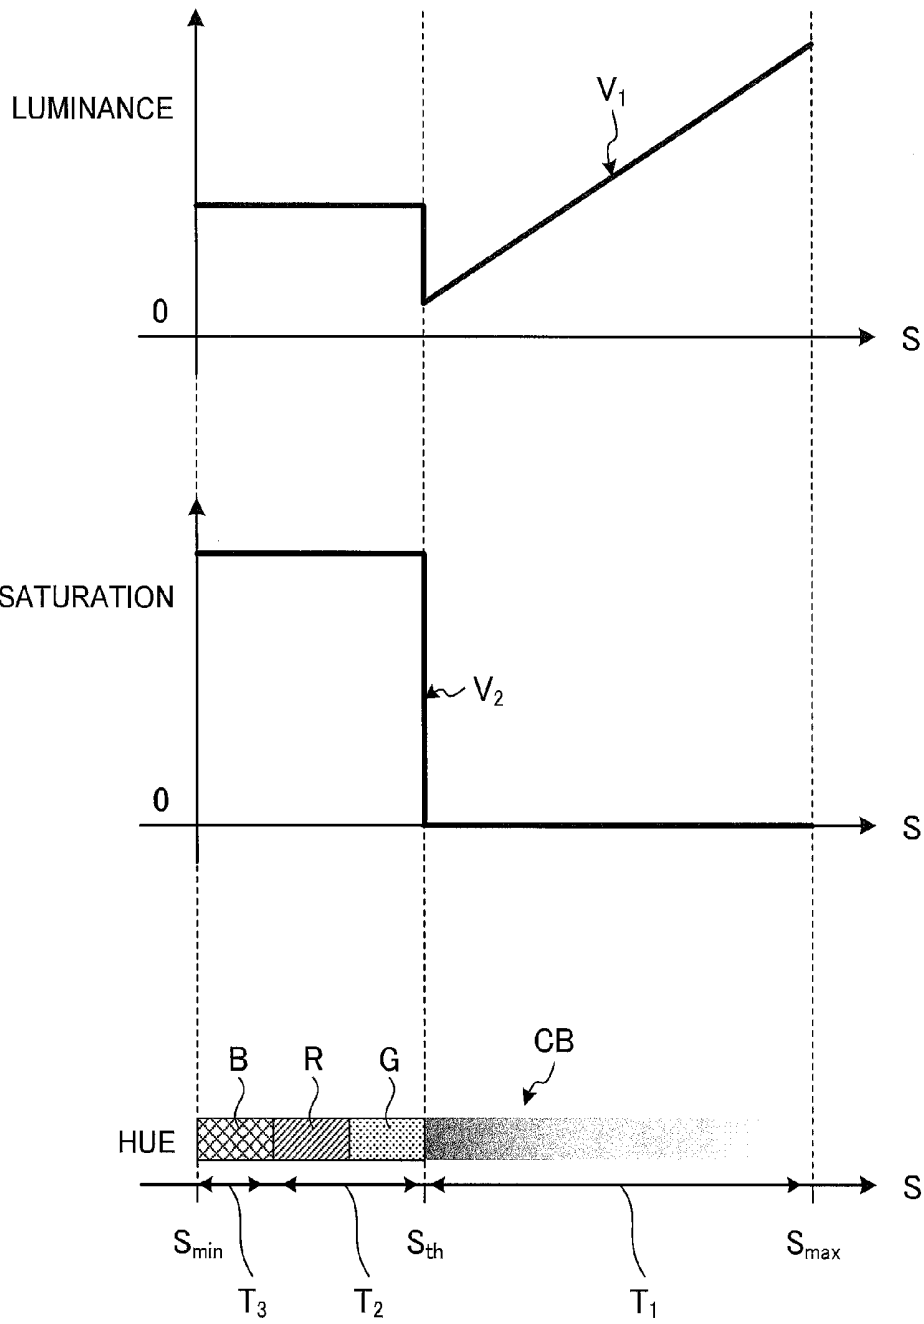 LUMINANCE
V₁
0
S
SATURATION
V₂
0
S
CB
B R G
HUE
S
Sₘᵢₙ Sₜₕ Sₘₐₓ
T₃ T₂ T₁